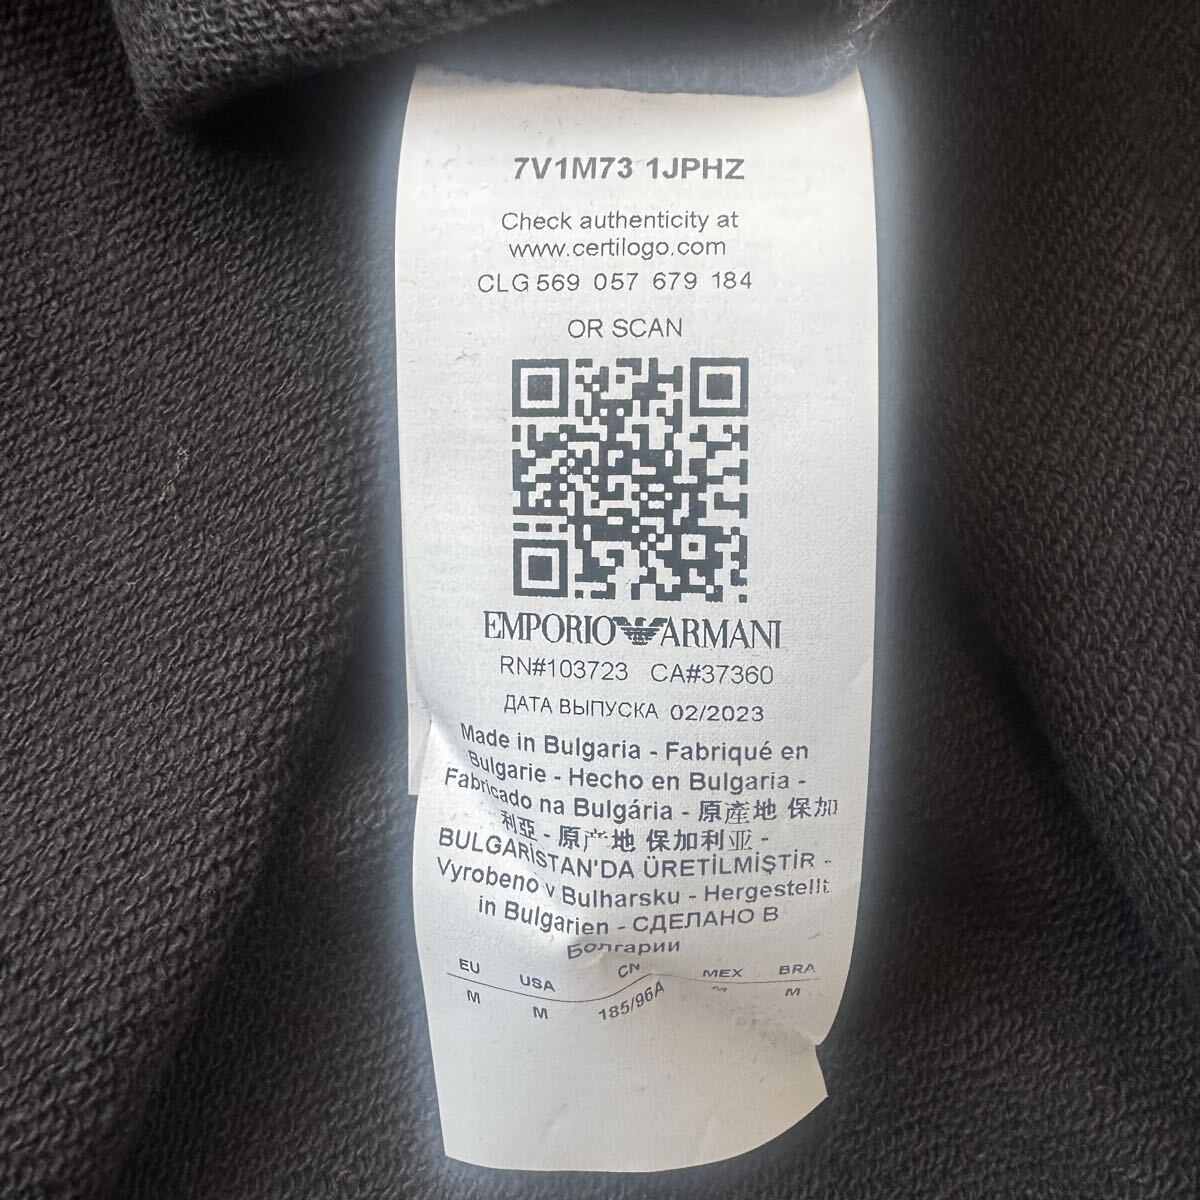 7V1M73 1JPHZ
Check authenticity at
www.certilogo.com
CLG 569 057 679 184
OR SCAN
EMPORIO ARMANI
RN#103723 CA#37360
ДАТА ВЫПУСКА 02/2023
Made in Bulgaria - Fabriqué en
Bulgarie - Hecho en Bulgaria -
Fabricado na Bulgária - 原產地 保加
利亞 - 原产地 保加利亚 -
BULGARİSTAN'DA ÜRETİLMİŞTİR -
Vyrobeno v Bulharsku - Hergestellt
in Bulgarien - СДЕЛАНО В
Болгарии
EU USA CN MEX BRA
M M 185/96A M M